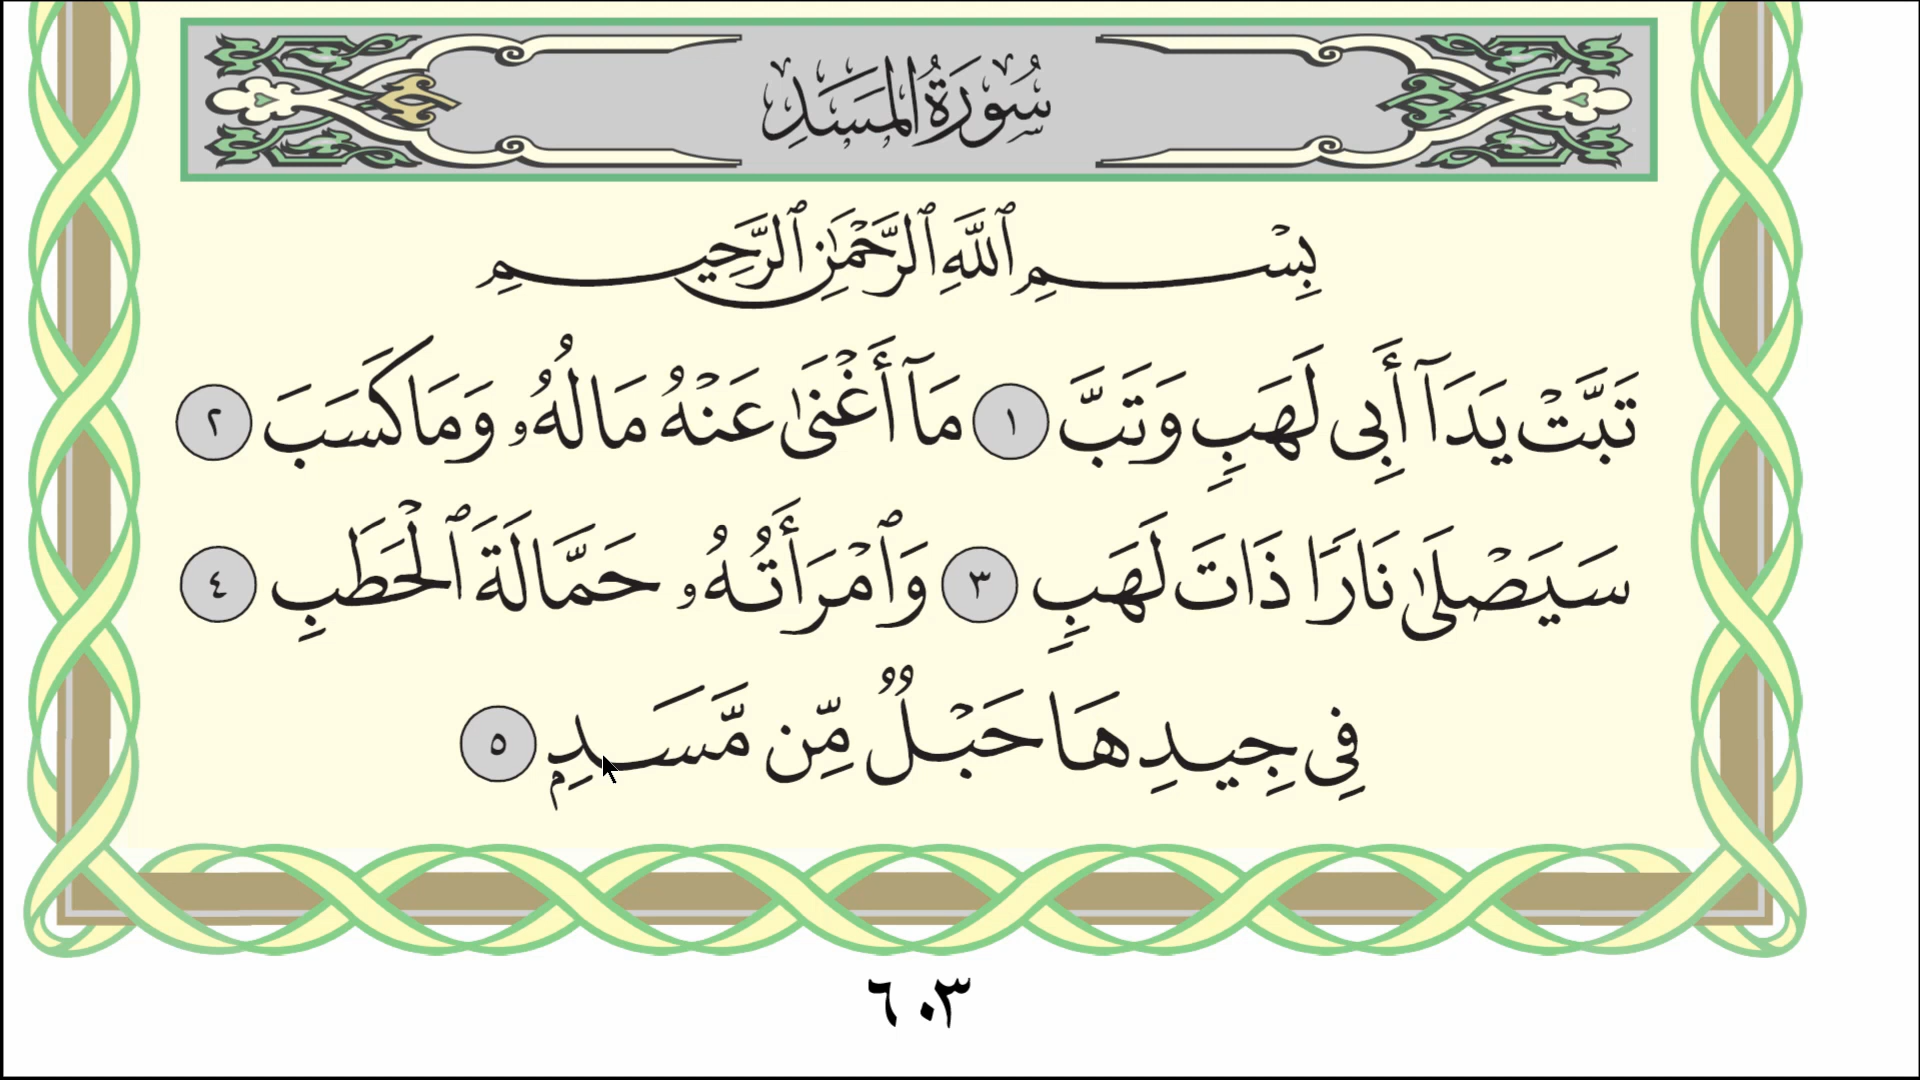 سُورَةُ المَسَدِ
بِسْمِ ٱللَّهِ ٱلرَّحْمَٰنِ ٱلرَّحِيمِ
تَبَّتْ يَدَآ أَبِى لَهَبٍ وَتَبَّ ١ مَآ أَغْنَىٰ عَنْهُ مَالُهُۥ وَمَا كَسَبَ ٢
سَيَصْلَىٰ نَارًا ذَاتَ لَهَبٍ ٣ وَٱمْرَأَتُهُۥ حَمَّالَةَ ٱلْحَطَبِ ٤
فِى جِيدِهَا حَبْلٌ مِّن مَّسَدٍۭ ٥
٦٠٣